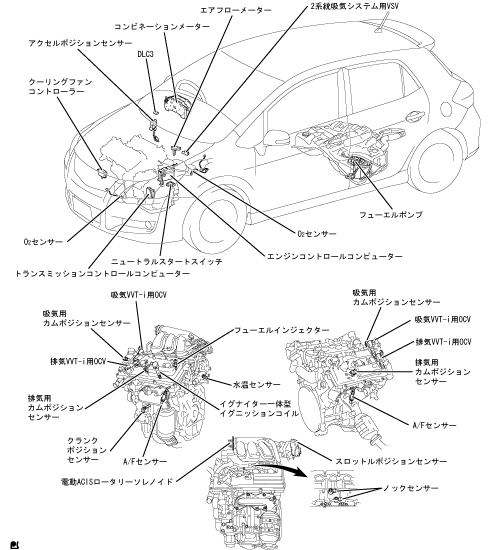 エアフローメーター
2系統吸気システム用VSV
コンビネーションメーター
アクセルポジションセンサー
DLC3
クーリングファン
コントローラー
フューエルポンプ
O2センサー
O2センサー
ニュートラルスタートスイッチ
エンジンコントロールコンピューター
トランスミッションコントロールコンピューター
吸気VVT-i用OCV
吸気用
カムポジションセンサー
吸気用
カムポジションセンサー
吸気VVT-i用OCV
フューエルインジェクター
排気VVT-i用OCV
排気VVT-i用OCV
排気用
カムポジション
センサー
水温センサー
排気用
カムポジション
センサー
イグナイター一体型
イグニッションコイル
A/Fセンサー
クランク
ポジション
センサー
A/Fセンサー
スロットルポジションセンサー
電動ACISロータリーソレノイド
ノックセンサー